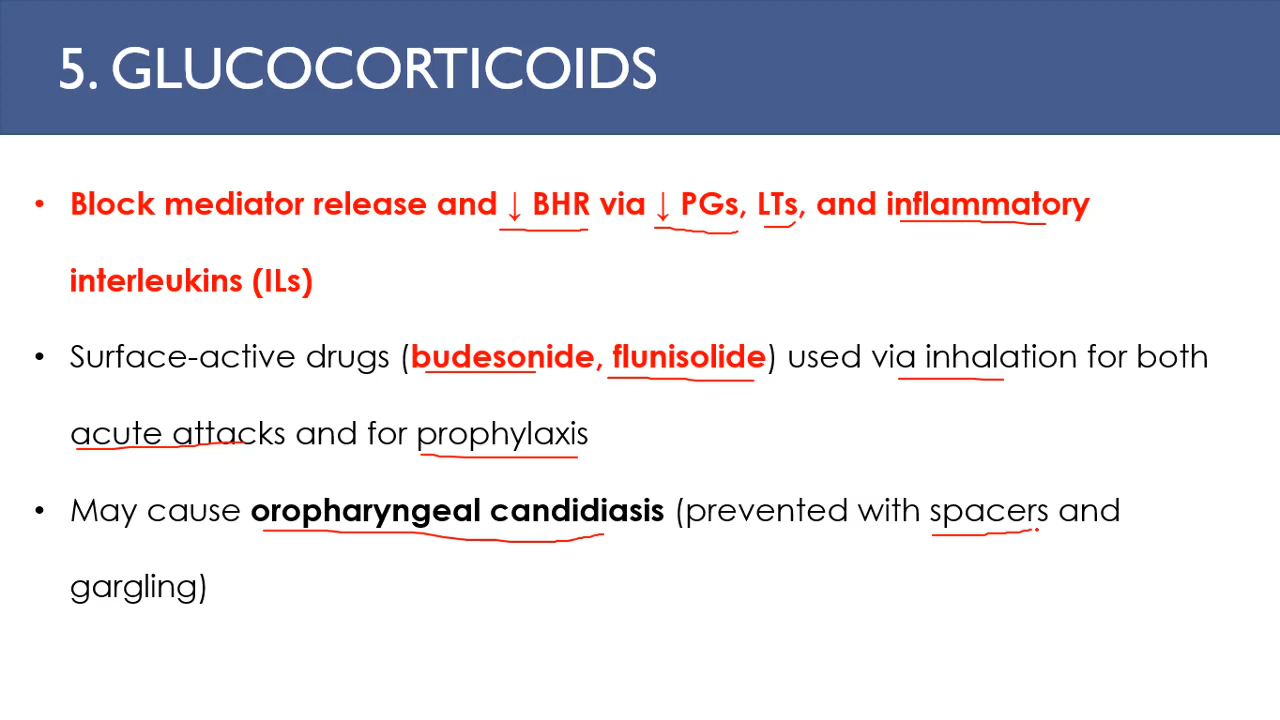 5. GLUCOCORTICOIDS
• Block mediator release and ↓ BHR via ↓ PGs, LTs, and inflammatory
interleukins (ILs)
• Surface-active drugs (budesonide, flunisolide) used via inhalation for both
acute attacks and for prophylaxis
• May cause oropharyngeal candidiasis (prevented with spacers and
gargling)